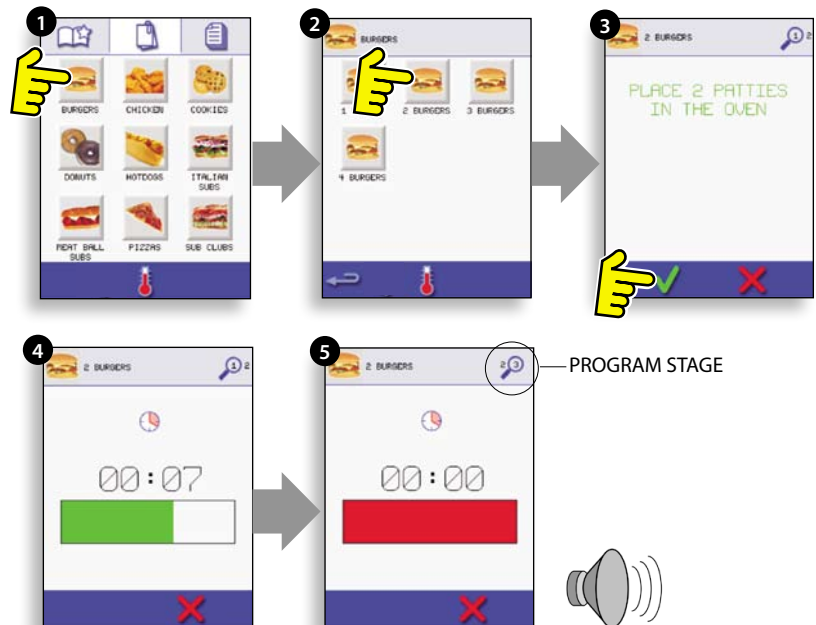 1
BURGERS
CHICKEN
COOKIES
DONUTS
HOTDOGS
ITALIAN
SUBS
MEAT BALL
SUBS
PIZZAS
SUB CLUBS
2
BURGERS
1
2 BURGERS
3 BURGERS
4 BURGERS
3
2 BURGERS
1 2
PLACE 2 PATTIES
IN THE OVEN
4
2 BURGERS
1 2
00:07
5
2 BURGERS
2 3
PROGRAM STAGE
00:00